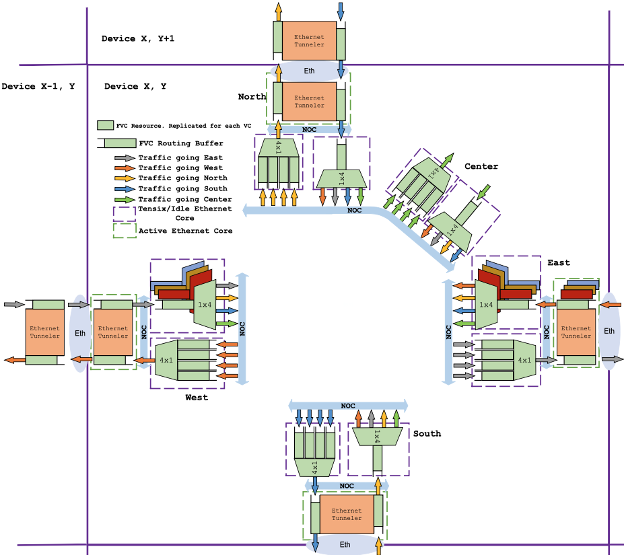 Device X, Y+1
Ethernet
Tunneler
Eth
Device X-1, Y
Device X, Y
North
Ethernet
Tunneler
FVC Resource. Replicated for each VC
FVC Routing Buffer
Traffic going East
Traffic going West
Traffic going North
Traffic going South
Traffic going Center
Tensix/Idle Ethernet
Core
Active Ethernet Core
NOC
4x1
1x4
NOC
Center
1x4
1x4
East
1x4
NOC
NOC
Ethernet
Tunneler
Eth
Ethernet
Tunneler
NOC
4x1
West
NOC
1x4
4x1
NOC
Ethernet
Tunneler
Eth
NOC
South
4x1
1x4
NOC
Ethernet
Tunneler
Eth